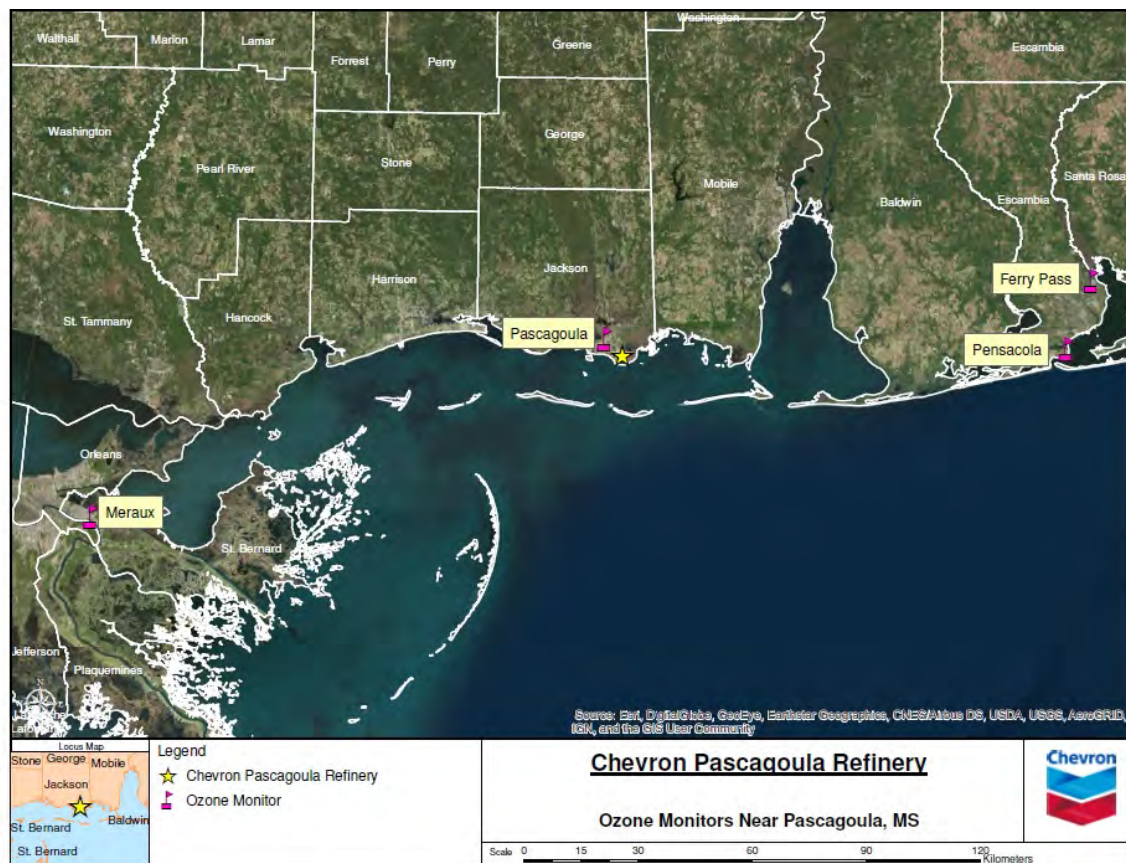 Washington
Walthall
Marion
Lamar
Forrest
Perry
Greene
Escambia
Washington
George
Pearl River
Stone
Mobile
Santa Rosa
Baldwin
Escambia
Harrison
Jackson
Ferry Pass
St. Tammany
Hancock
Pascagoula
Pensacola
Orleans
Meraux
St. Bernard
Jefferson
Plaquemines
N
Source: Esri, DigitalGlobe, GeoEye, Earthstar Geographics, CNES/Airbus DS, USDA, USGS, AeroGRID,
IGN, and the GIS User Community
Locus Map
Stone George Mobile
Jackson
Baldwin
St. Bernard
St. Bernard
Legend
Chevron Pascagoula Refinery
Ozone Monitor
Chevron Pascagoula Refinery
Ozone Monitors Near Pascagoula, MS
Scale 0 15 30 60 90 120
Kilometers
Chevron